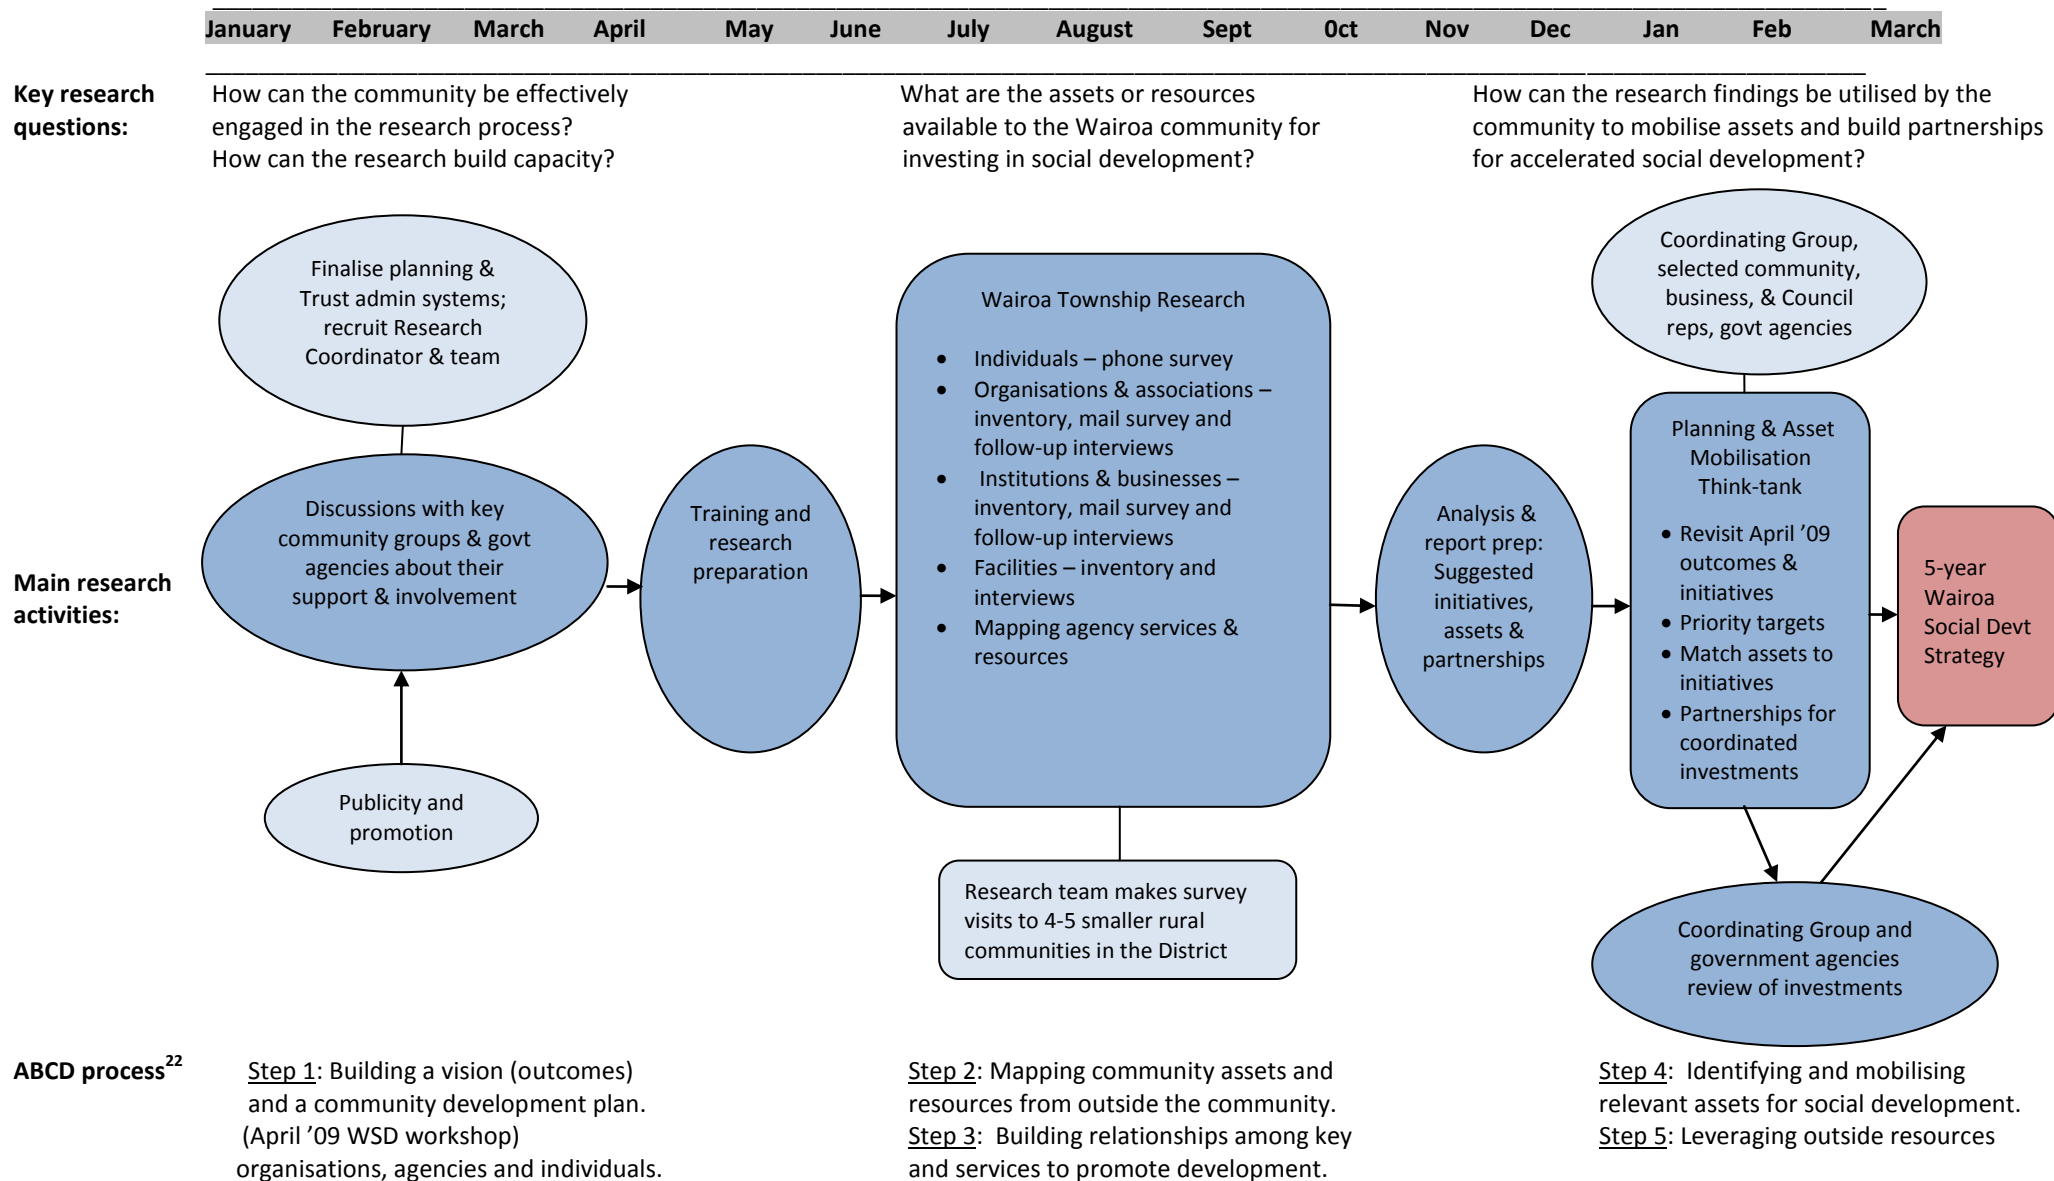 January February March April May June July August Sept 0ct Nov Dec Jan Feb March
Key research
questions:
How can the community be effectively
engaged in the research process?
How can the research build capacity?
What are the assets or resources
available to the Wairoa community for
investing in social development?
How can the research findings be utilised by the
community to mobilise assets and build partnerships
for accelerated social development?
Finalise planning &
Trust admin systems;
recruit Research
Coordinator & team
Discussions with key
community groups & govt
agencies about their
support & involvement
Publicity and
promotion
Main research
activities:
Training and
research
preparation
Wairoa Township Research
• Individuals – phone survey
• Organisations & associations –
inventory, mail survey and
follow-up interviews
• Institutions & businesses –
inventory, mail survey and
follow-up interviews
• Facilities – inventory and
interviews
• Mapping agency services &
resources
Research team makes survey
visits to 4-5 smaller rural
communities in the District
Analysis &
report prep:
Suggested
initiatives,
assets &
partnerships
Coordinating Group,
selected community,
business, & Council
reps, govt agencies
Planning & Asset
Mobilisation
Think-tank
• Revisit April ’09
outcomes &
initiatives
• Priority targets
• Match assets to
initiatives
• Partnerships for
coordinated
investments
5-year
Wairoa
Social Devt
Strategy
Coordinating Group and
government agencies
review of investments
ABCD process22
Step 1: Building a vision (outcomes)
and a community development plan.
(April ’09 WSD workshop)
organisations, agencies and individuals.
Step 2: Mapping community assets and
resources from outside the community.
Step 3: Building relationships among key
and services to promote development.
Step 4: Identifying and mobilising
relevant assets for social development.
Step 5: Leveraging outside resources